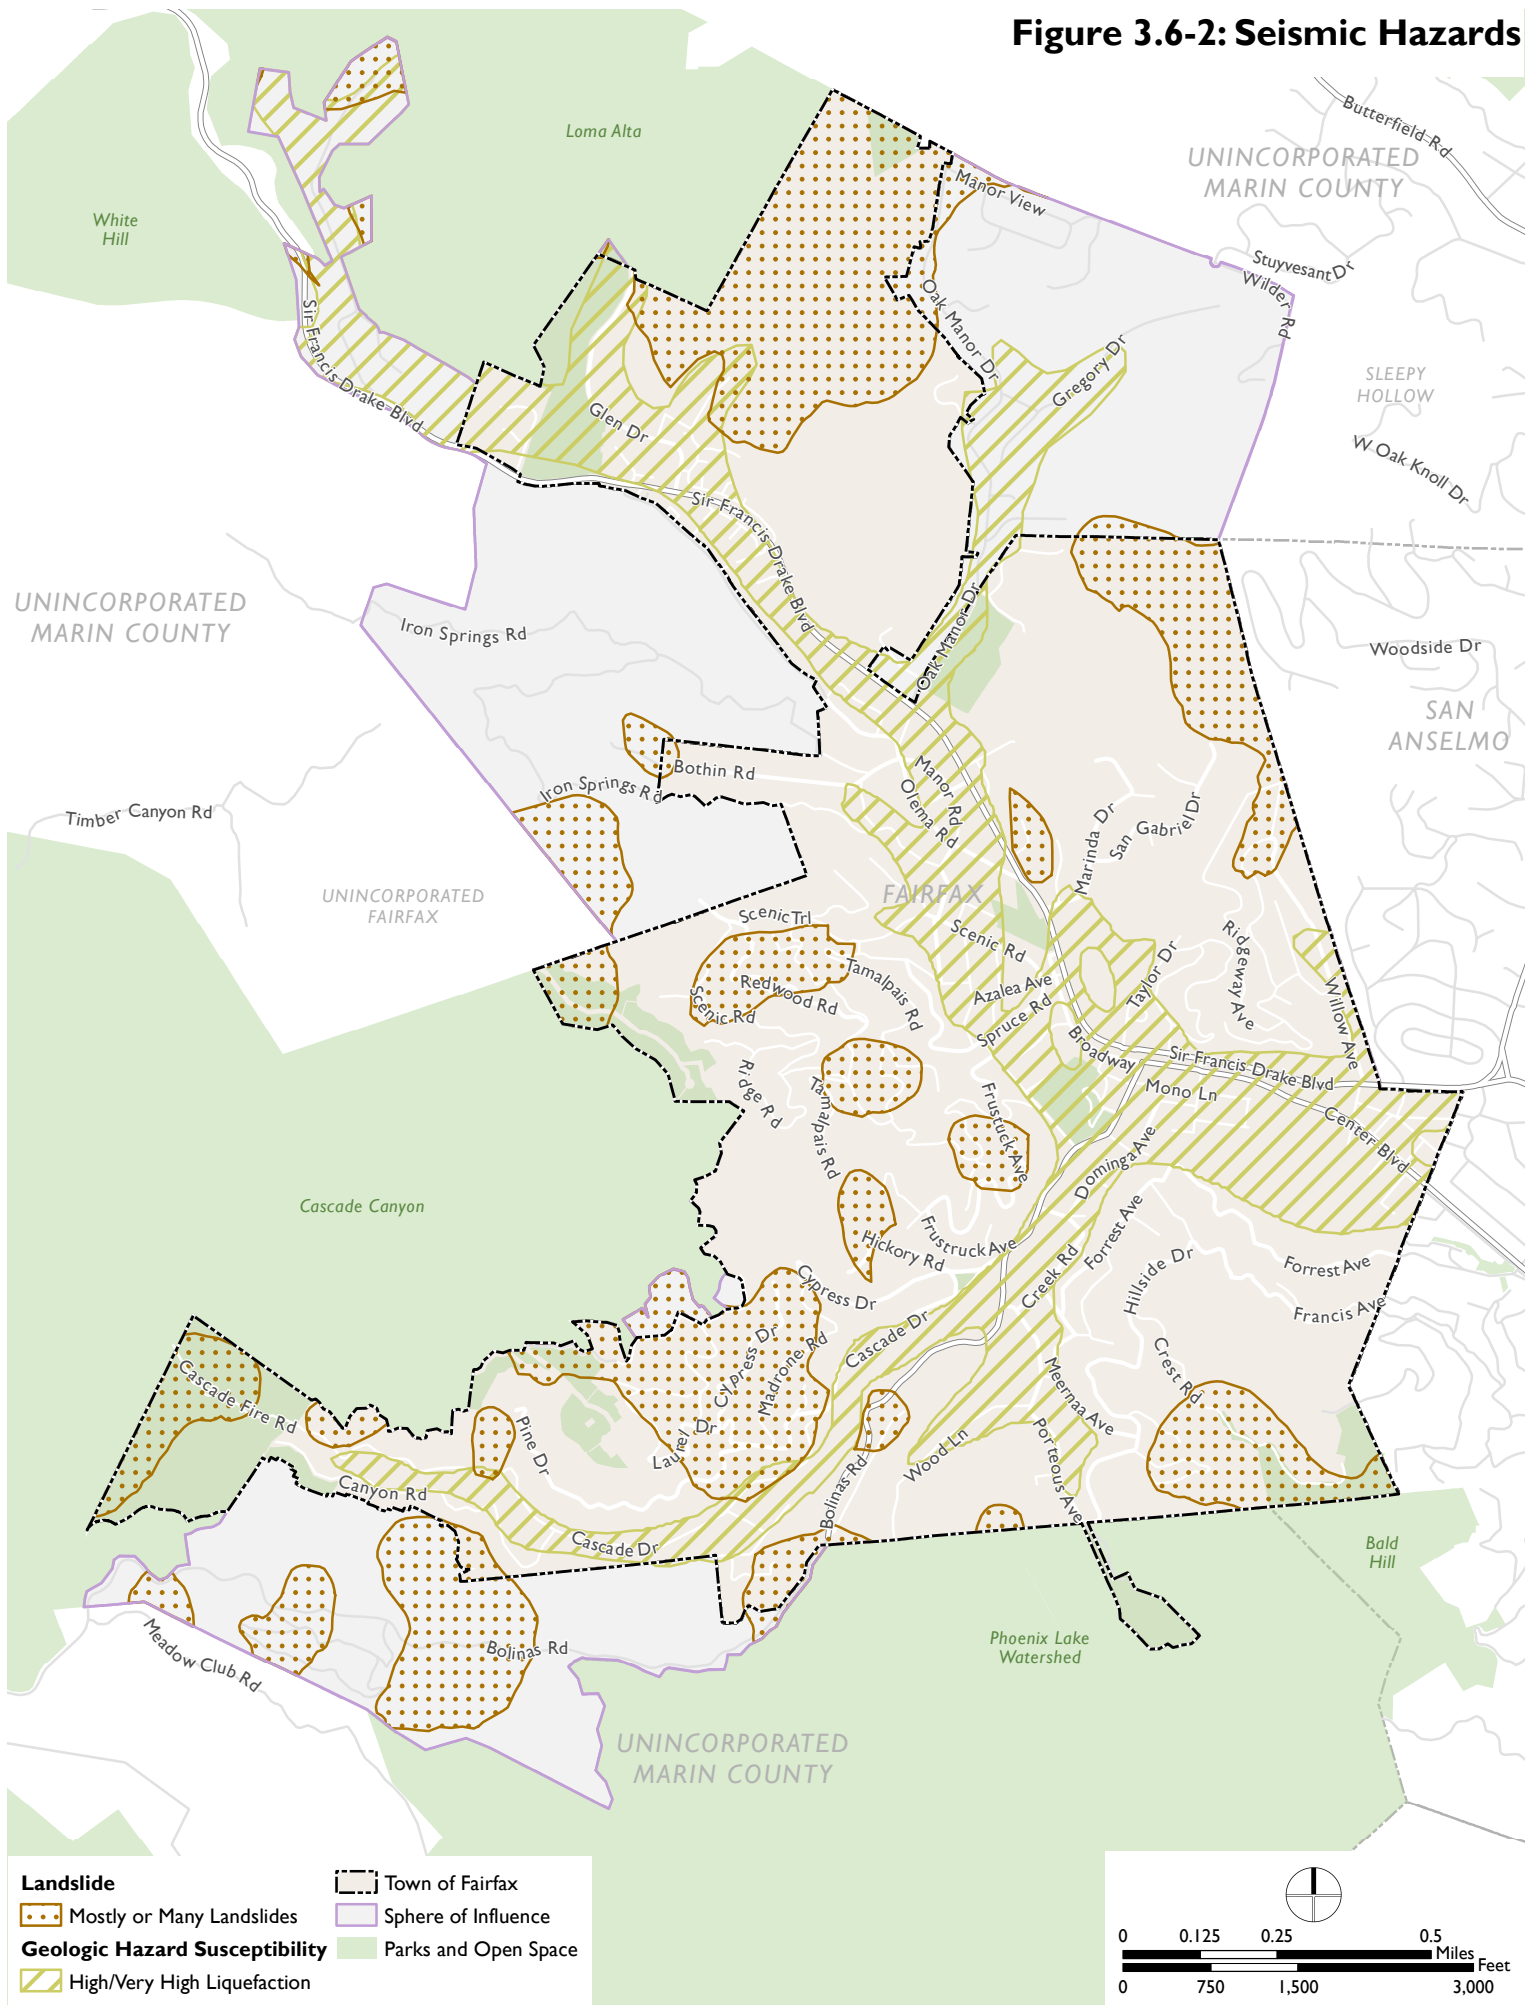 Figure 3.6-2: Seismic Hazards
Butterfield Rd
Loma Alta
UNINCORPORATED
MARIN COUNTY
Manor View
White
Hill
Stuyvesant Dr
Wilder Rd
Oak Manor Dr
Sir Francis Drake Blvd
Gregory Dr
SLEEPY
HOLLOW
Glen Dr
W Oak Knoll Dr
Sir Francis Drake Blvd
UNINCORPORATED
MARIN COUNTY
Iron Springs Rd
Oak Manor Dr
Woodside Dr
SAN
ANSELMO
Bothin Rd
Iron Springs Rd
Manor Rd
Olema Rd
Timber Canyon Rd
Marinda Dr
San Gabriel Dr
UNINCORPORATED
FAIRFAX
FAIRFAX
Scenic Trl
Scenic Rd
Ridgeway Ave
Tamalpais Rd
Redwood Rd
Scenic Rd
Azalea Ave
Taylor Dr
Spruce Rd
Willow Ave
Broadway
Sir Francis Drake Blvd
Mono Ln
Ridge Rd
Tamalpais Rd
Frustuck Ave
Center Blvd
Dominga Ave
Cascade Canyon
Frustruck Ave
Hickory Rd
Forrest Ave
Creek Rd
Hillside Dr
Forrest Ave
Cypress Dr
Francis Ave
Cascade Dr
Cypress Dr
Madrone Rd
Crest Rd
Meernaa Ave
Cascade Fire Rd
Pine Dr
Laurel Dr
Wood Ln
Porteous Ave
Canyon Rd
Bolinas Rd
Cascade Dr
Bald
Hill
Meadow Club Rd
Bolinas Rd
Phoenix Lake
Watershed
UNINCORPORATED
MARIN COUNTY
Landslide
Mostly or Many Landslides
Geologic Hazard Susceptibility
High/Very High Liquefaction
Town of Fairfax
Sphere of Influence
Parks and Open Space
0 0.125 0.25 0.5
Miles
Feet
0 750 1,500 3,000